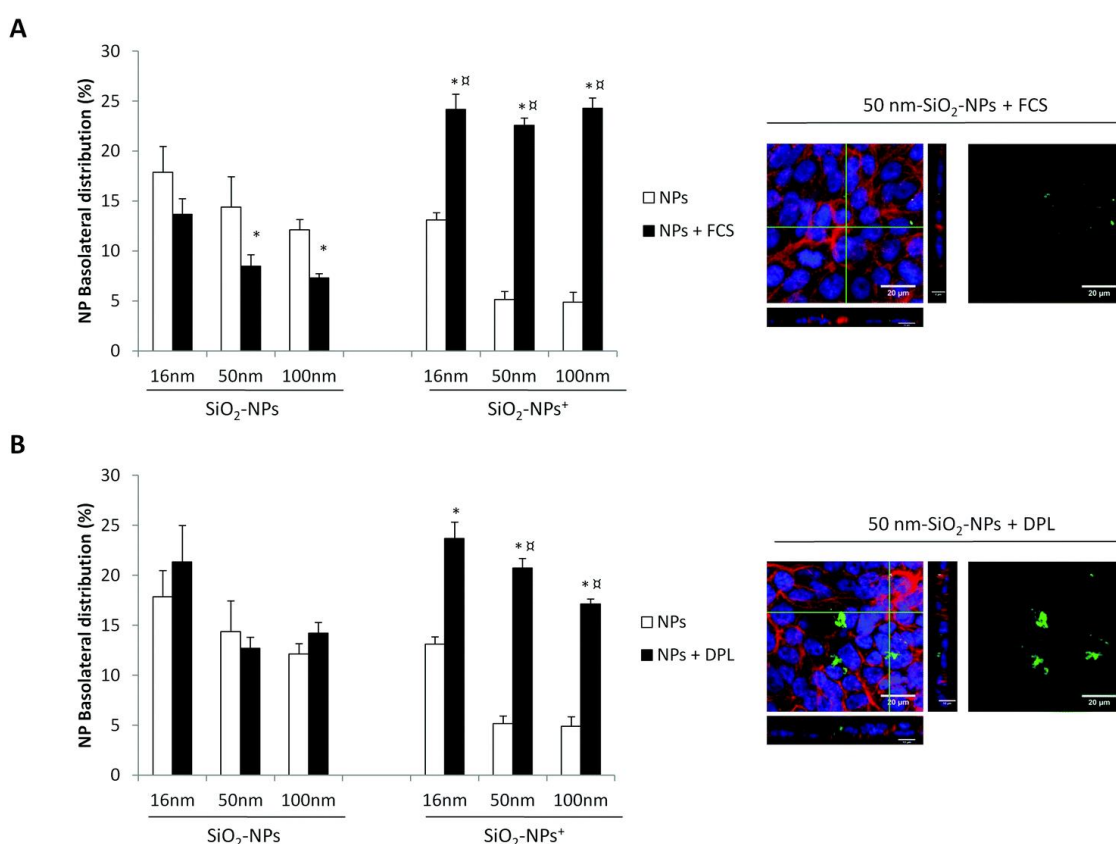 A
NP Basolateral distribution (%)
30
25
20
15
10
5
0
* * *¤ *¤ *¤
16nm 50nm 100nm 16nm 50nm 100nm
SiO₂-NPs SiO₂-NPs⁺
NPs
NPs + FCS
50 nm-SiO₂-NPs + FCS
20 µm
20 µm
B
NP Basolateral distribution (%)
30
25
20
15
10
5
0
* *¤ *¤
16nm 50nm 100nm 16nm 50nm 100nm
SiO₂-NPs SiO₂-NPs⁺
NPs
NPs + DPL
50 nm-SiO₂-NPs + DPL
20 µm
20 µm